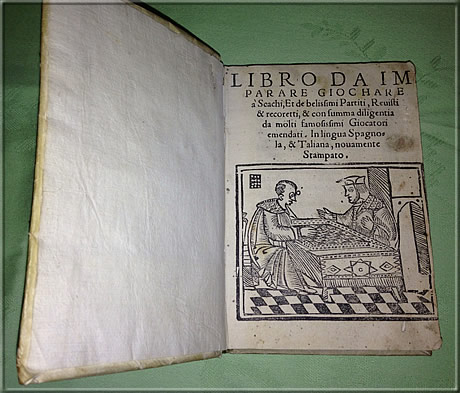 LIBRO DA IM
PARARE GIOCHARE
à Scachi, Et de belissimi Partiti, Reuisti
& recoretti, & con summa diligentia
da molti famosissimi Giocatori
emendati. In lingua Spagno-
la, & Taliana, nouamente
Stampato.